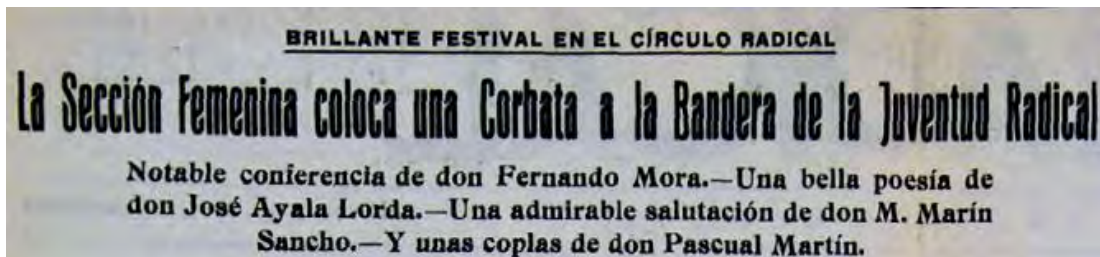 BRILLANTE FESTIVAL EN EL CÍRCULO RADICAL
La Sección Femenina coloca una Corbata a la Bandera de la Juventud Radical
Notable conferencia de don Fernando Mora.—Una bella poesía de
don José Ayala Lorda.—Una admirable salutación de don M. Marín
Sancho.—Y unas coplas de don Pascual Martín.